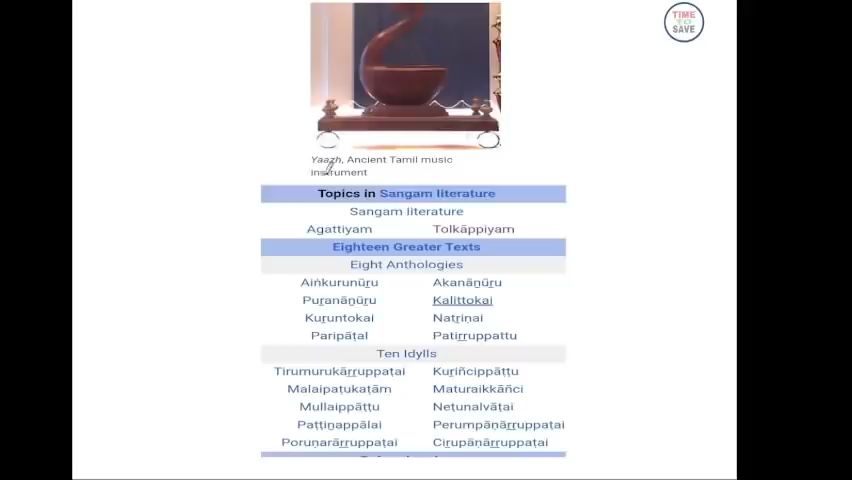 TIME
TO
SAVE
Yaazh, Ancient Tamil music
instrument
Topics in Sangam literature
Sangam literature
Agattiyam Tolkāppiyam
Eighteen Greater Texts
Eight Anthologies
Aiṅkurunūṟu Akanāṉūṟu
Puṟanāṉūṟu Kalittokai
Kuṟuntokai Natṟiṇai
Paripāṭal Patiṟṟuppattu
Ten Idylls
Tirumurukāṟṟuppaṭai Kuṟiñcippāṭṭu
Malaipaṭukaṭām Maturaikkāñci
Mullaippāṭṭu Neṭunalvāṭai
Paṭṭiṉappālai Perumpāṇāṟṟuppaṭai
Poruṇarāṟṟuppaṭai Ciṟupāṇāṟṟuppaṭai